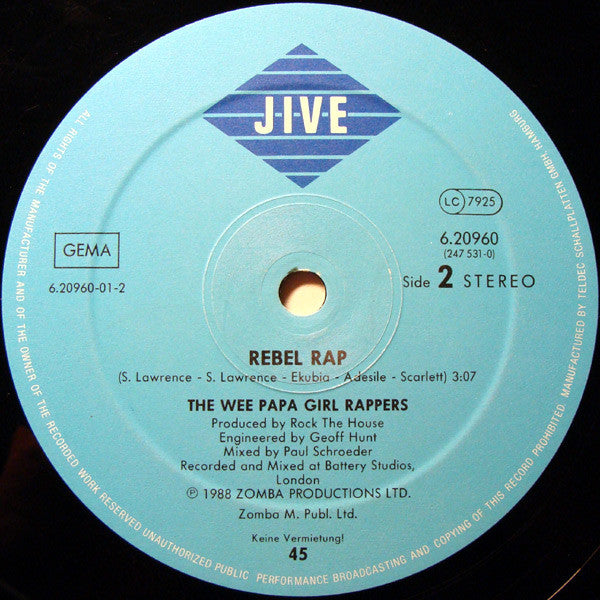 J·I·V·E
LC 7925
GEMA
6.20960
(247 531-0)
6.20960-01-2
Side 2 STEREO
REBEL RAP
(S. Lawrence - S. Lawrence - Ekubia - Adesile - Scarlett) 3:07
THE WEE PAPA GIRL RAPPERS
Produced by Rock The House
Engineered by Geoff Hunt
Mixed by Paul Schroeder
Recorded and Mixed at Battery Studios,
London
℗ 1988 ZOMBA PRODUCTIONS LTD.
Zomba M. Publ. Ltd.
Keine Vermietung!
45
ALL RIGHTS OF THE MANUFACTURER AND OF THE OWNER OF THE RECORDED WORK RESERVED UNAUTHORIZED PUBLIC PERFORMANCE BROADCASTING AND COPYING OF THIS RECORD PROHIBITED MANUFACTURED BY TELDEC SCHALLPLATTEN GMBH HAMBURG